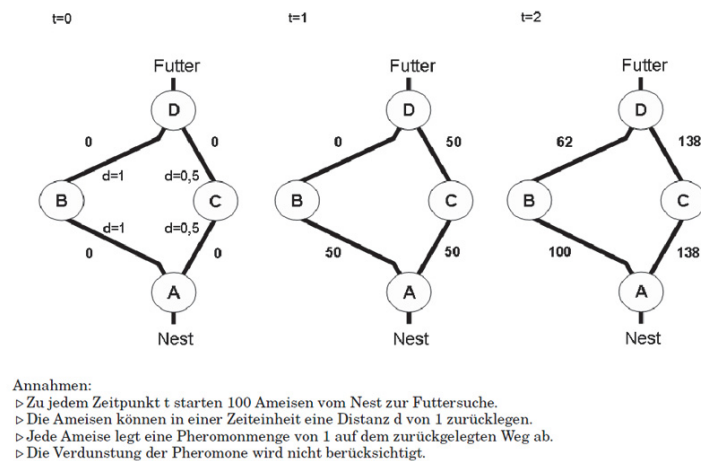 t=0
t=1
t=2
Futter
Futter
Futter
D
D
D
0
0
0
50
62
138
d=1
d=0,5
B
C
B
C
B
C
d=1
d=0,5
0
0
50
50
100
138
A
A
A
Nest
Nest
Nest
Annahmen:
▷ Zu jedem Zeitpunkt t starten 100 Ameisen vom Nest zur Futtersuche.
▷ Die Ameisen können in einer Zeiteinheit eine Distanz d von 1 zurücklegen.
▷ Jede Ameise legt eine Pheromonmenge von 1 auf dem zurückgelegten Weg ab.
▷ Die Verdunstung der Pheromone wird nicht berücksichtigt.